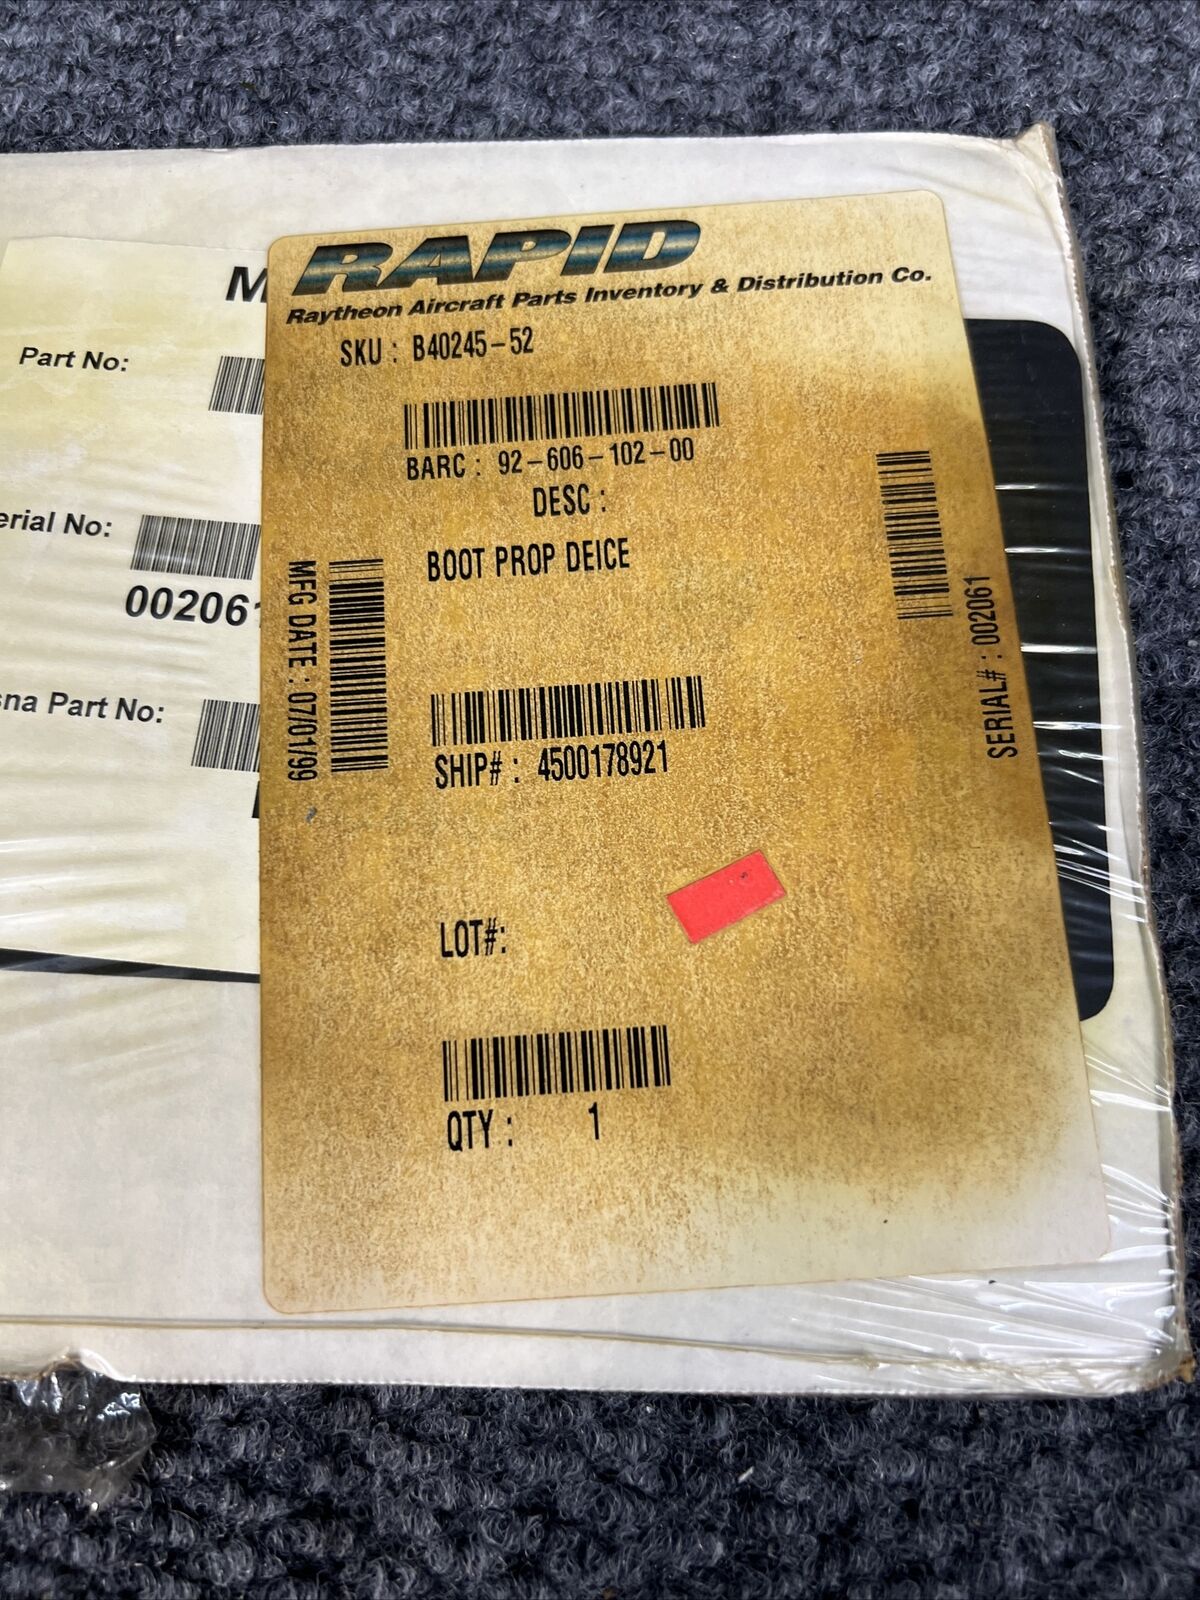 RAPID
Raytheon Aircraft Parts Inventory & Distribution Co.
SKU : B40245-52
BARC : 92-606-102-00
DESC :
BOOT PROP DEICE
MFG DATE : 07/01/99
SERIAL# : 002061
SHIP# : 4500178921
LOT#:
QTY : 1
M
Part No:
erial No:
002061
sna Part No: